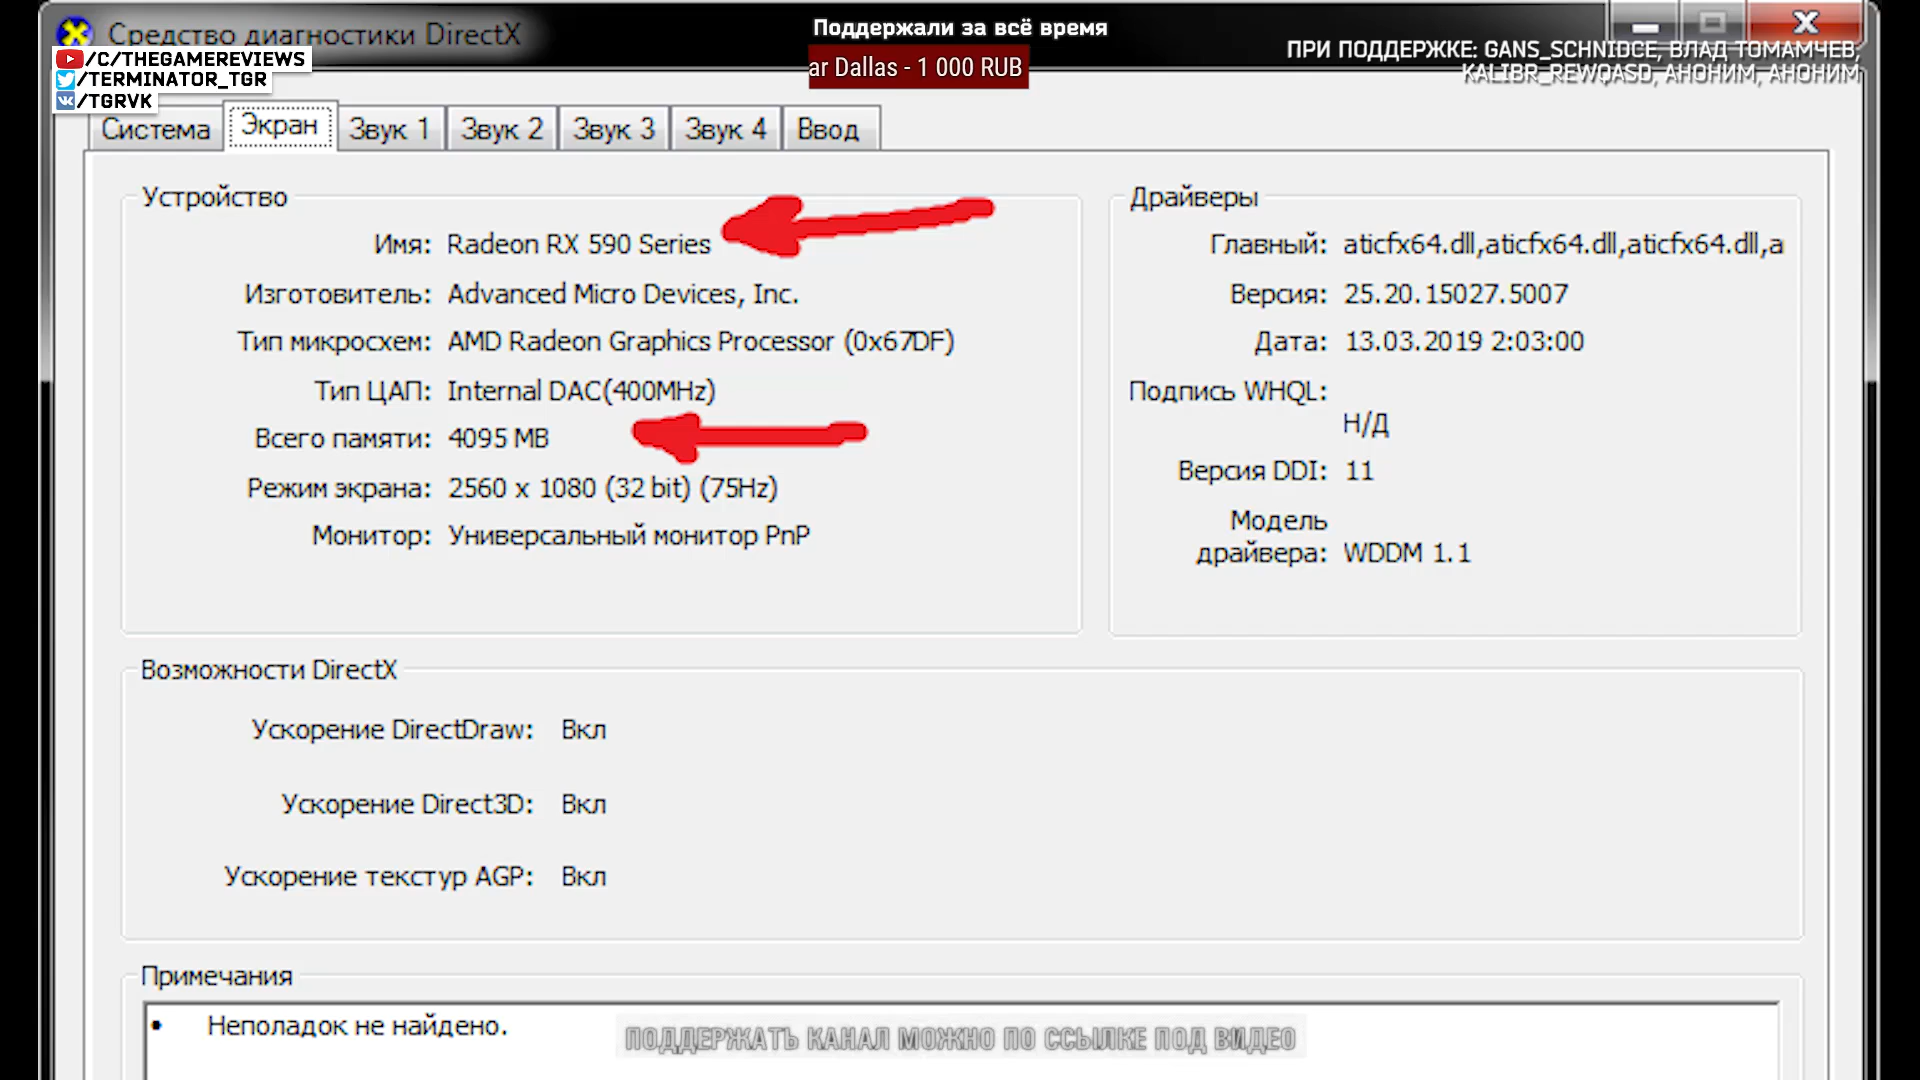 Средство диагностики DirectX
/C/THEGAMEREVIEWS
/TERMINATOR_TGR
/TGRVK
Поддержали за всё время
ar Dallas - 1 000 RUB
ПРИ ПОДДЕРЖКЕ: GANS_SCHNIDCE, ВЛАД ТОМАМЧЕВ,
KALIBR_REWQASD, АНОНИМ, АНОНИМ
Система
Экран
Звук 1
Звук 2
Звук 3
Звук 4
Ввод
Устройство
Имя: Radeon RX 590 Series
Изготовитель: Advanced Micro Devices, Inc.
Тип микросхем: AMD Radeon Graphics Processor (0x67DF)
Тип ЦАП: Internal DAC(400MHz)
Всего памяти: 4095 MB
Режим экрана: 2560 x 1080 (32 bit) (75Hz)
Монитор: Универсальный монитор PnP
Драйверы
Главный: aticfx64.dll,aticfx64.dll,aticfx64.dll,a
Версия: 25.20.15027.5007
Дата: 13.03.2019 2:03:00
Подпись WHQL:
Н/Д
Версия DDI: 11
Модель
драйвера: WDDM 1.1
Возможности DirectX
Ускорение DirectDraw: Вкл
Ускорение Direct3D: Вкл
Ускорение текстур AGP: Вкл
Примечания
• Неполадок не найдено.
ПОДДЕРЖАТЬ КАНАЛ МОЖНО ПО ССЫЛКЕ ПОД ВИДЕО